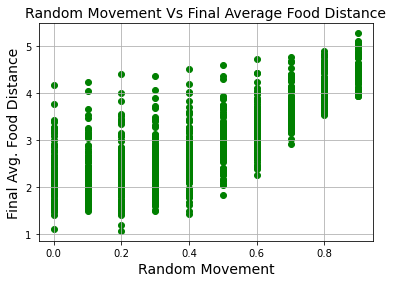 Random Movement Vs Final Average Food Distance
Final Avg. Food Distance
5
4
3
2
1
0.0 0.2 0.4 0.6 0.8
Random Movement